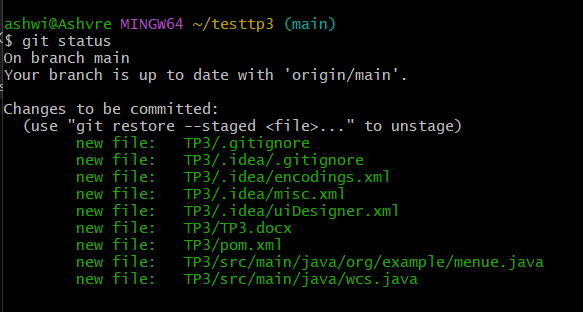 ashwi@Ashvre MINGW64 ~/testtp3 (main)
$ git status
On branch main
Your branch is up to date with 'origin/main'.
Changes to be committed:
  (use "git restore --staged <file>..." to unstage)
        new file:   TP3/.gitignore
        new file:   TP3/.idea/.gitignore
        new file:   TP3/.idea/encodings.xml
        new file:   TP3/.idea/misc.xml
        new file:   TP3/.idea/uiDesigner.xml
        new file:   TP3/TP3.docx
        new file:   TP3/pom.xml
        new file:   TP3/src/main/java/org/example/menue.java
        new file:   TP3/src/main/java/wcs.java